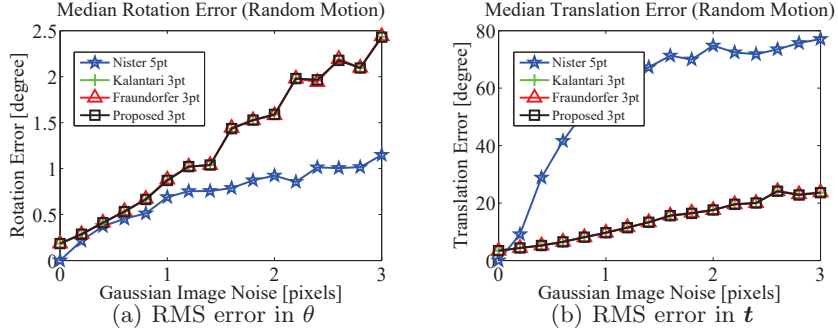 Median Rotation Error (Random Motion)
2.5
2
1.5
1
0.5
0
Rotation Error [degree]
Nister 5pt
Kalantari 3pt
Fraundorfer 3pt
Proposed 3pt
0 1 2 3
Gaussian Image Noise [pixels]
(a) RMS error in θ
Median Translation Error (Random Motion)
80
60
40
20
0
Translation Error [degree]
Nister 5pt
Kalantari 3pt
Fraundorfer 3pt
Proposed 3pt
0 1 2 3
Gaussian Image Noise [pixels]
(b) RMS error in t